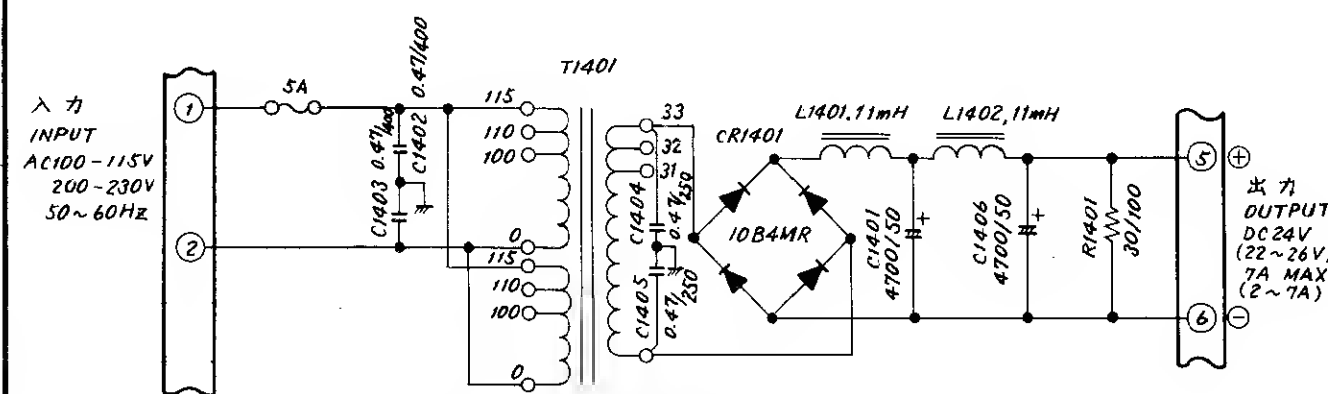 入力
INPUT
AC100-115V
200-230V
50~60Hz
1
2
5A
0.47/400
C1403
0.47/400
C1402
T1401
115
110
100
0
115
110
100
0
33
32
31
C1404
0.47/250
C1405
0.47/250
CR1401
10B4MR
L1401.11mH
L1402,11mH
C1401
4700/50
+
C1406
4700/50
+
R1401
30/100
5
+
6
−
出力
OUTPUT
DC24V
(22~26V)
7A MAX
(2~7A)